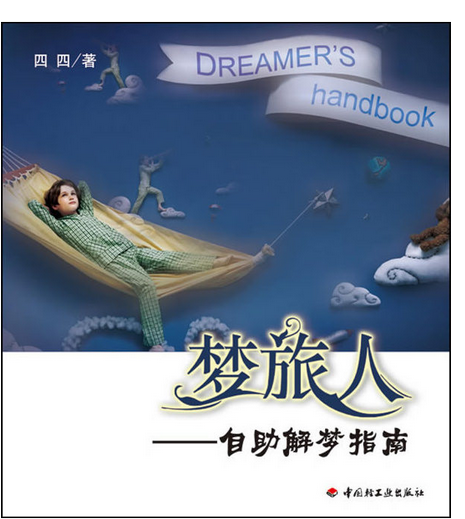 四 四/著
DREAMER'S
handbook
梦旅人
——自助解梦指南
中国轻工业出版社